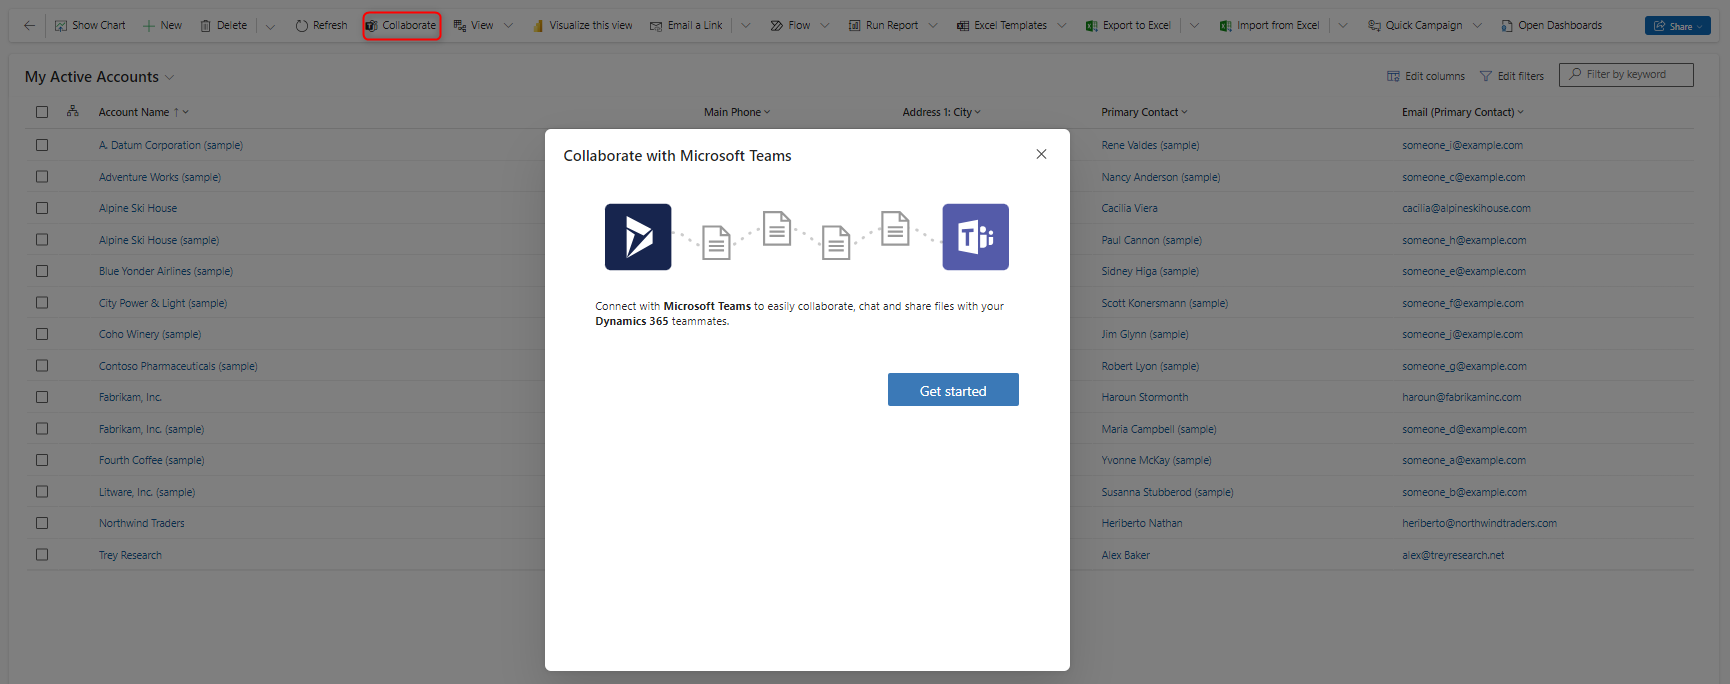 Show Chart New Delete Refresh Collaborate View Visualize this view Email a Link Flow Run Report Excel Templates Export to Excel Import from Excel Quick Campaign Open Dashboards Share
My Active Accounts Edit columns Edit filters Filter by keyword
Account Name ↑ Main Phone Address 1: City Primary Contact Email (Primary Contact)
A. Datum Corporation (sample) Rene Valdes (sample) someone_i@example.com
Adventure Works (sample) Nancy Anderson (sample) someone_c@example.com
Alpine Ski House Cacilia Viera cacilia@alpineskihouse.com
Alpine Ski House (sample) Paul Cannon (sample) someone_h@example.com
Blue Yonder Airlines (sample) Sidney Higa (sample) someone_e@example.com
City Power & Light (sample) Scott Konersmann (sample) someone_f@example.com
Coho Winery (sample) Jim Glynn (sample) someone_j@example.com
Contoso Pharmaceuticals (sample) Robert Lyon (sample) someone_g@example.com
Fabrikam, Inc. Haroun Stormonth haroun@fabrikaminc.com
Fabrikam, Inc. (sample) Maria Campbell (sample) someone_d@example.com
Fourth Coffee (sample) Yvonne McKay (sample) someone_a@example.com
Litware, Inc. (sample) Susanna Stubberod (sample) someone_b@example.com
Northwind Traders Heriberto Nathan heriberto@northwindtraders.com
Trey Research Alex Baker alex@treyresearch.net
Collaborate with Microsoft Teams
T
Connect with Microsoft Teams to easily collaborate, chat and share files with your
Dynamics 365 teammates.
Get started